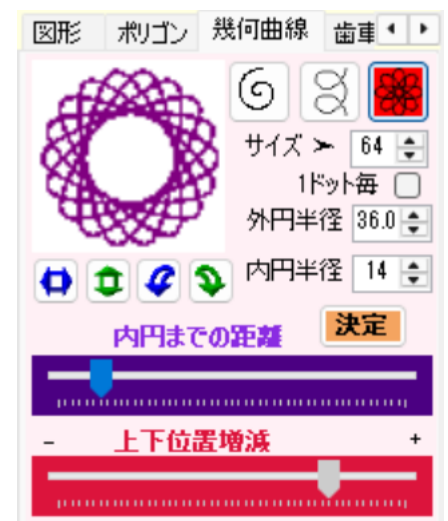 図形 ポリゴン 幾何曲線 歯車
サイズ 64
1ドット毎
外円半径 36.0
内円半径 14
決定
内円までの距離
- 上下位置増減 +